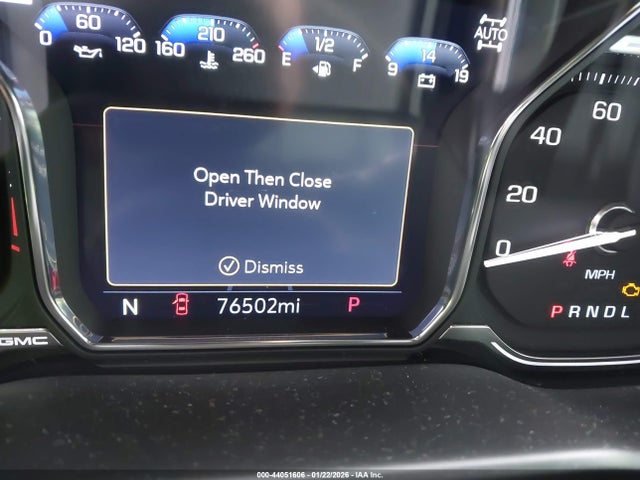 0 60 120
160 210 260
E 1/2 F
9 14 19
AUTO
Open Then Close
Driver Window
Dismiss
N 76502mi P
GMC
60
40
20
0
MPH
PRNDL
000-44051606 - 01/22/2026 - IAA Inc.